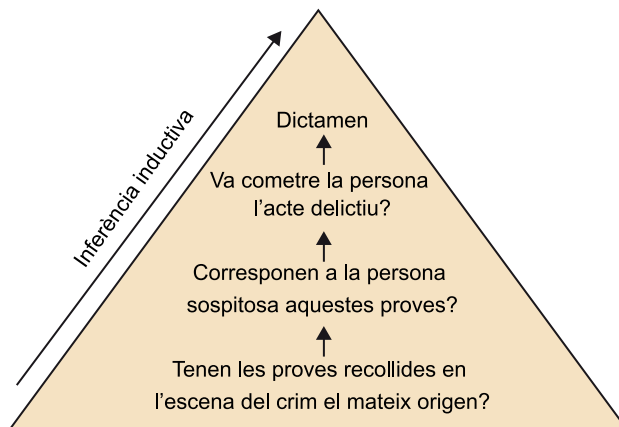 Inferència inductiva
Dictamen
Va cometre la persona
l'acte delictiu?
Corresponen a la persona
sospitosa aquestes proves?
Tenen les proves recollides en
l'escena del crim el mateix origen?